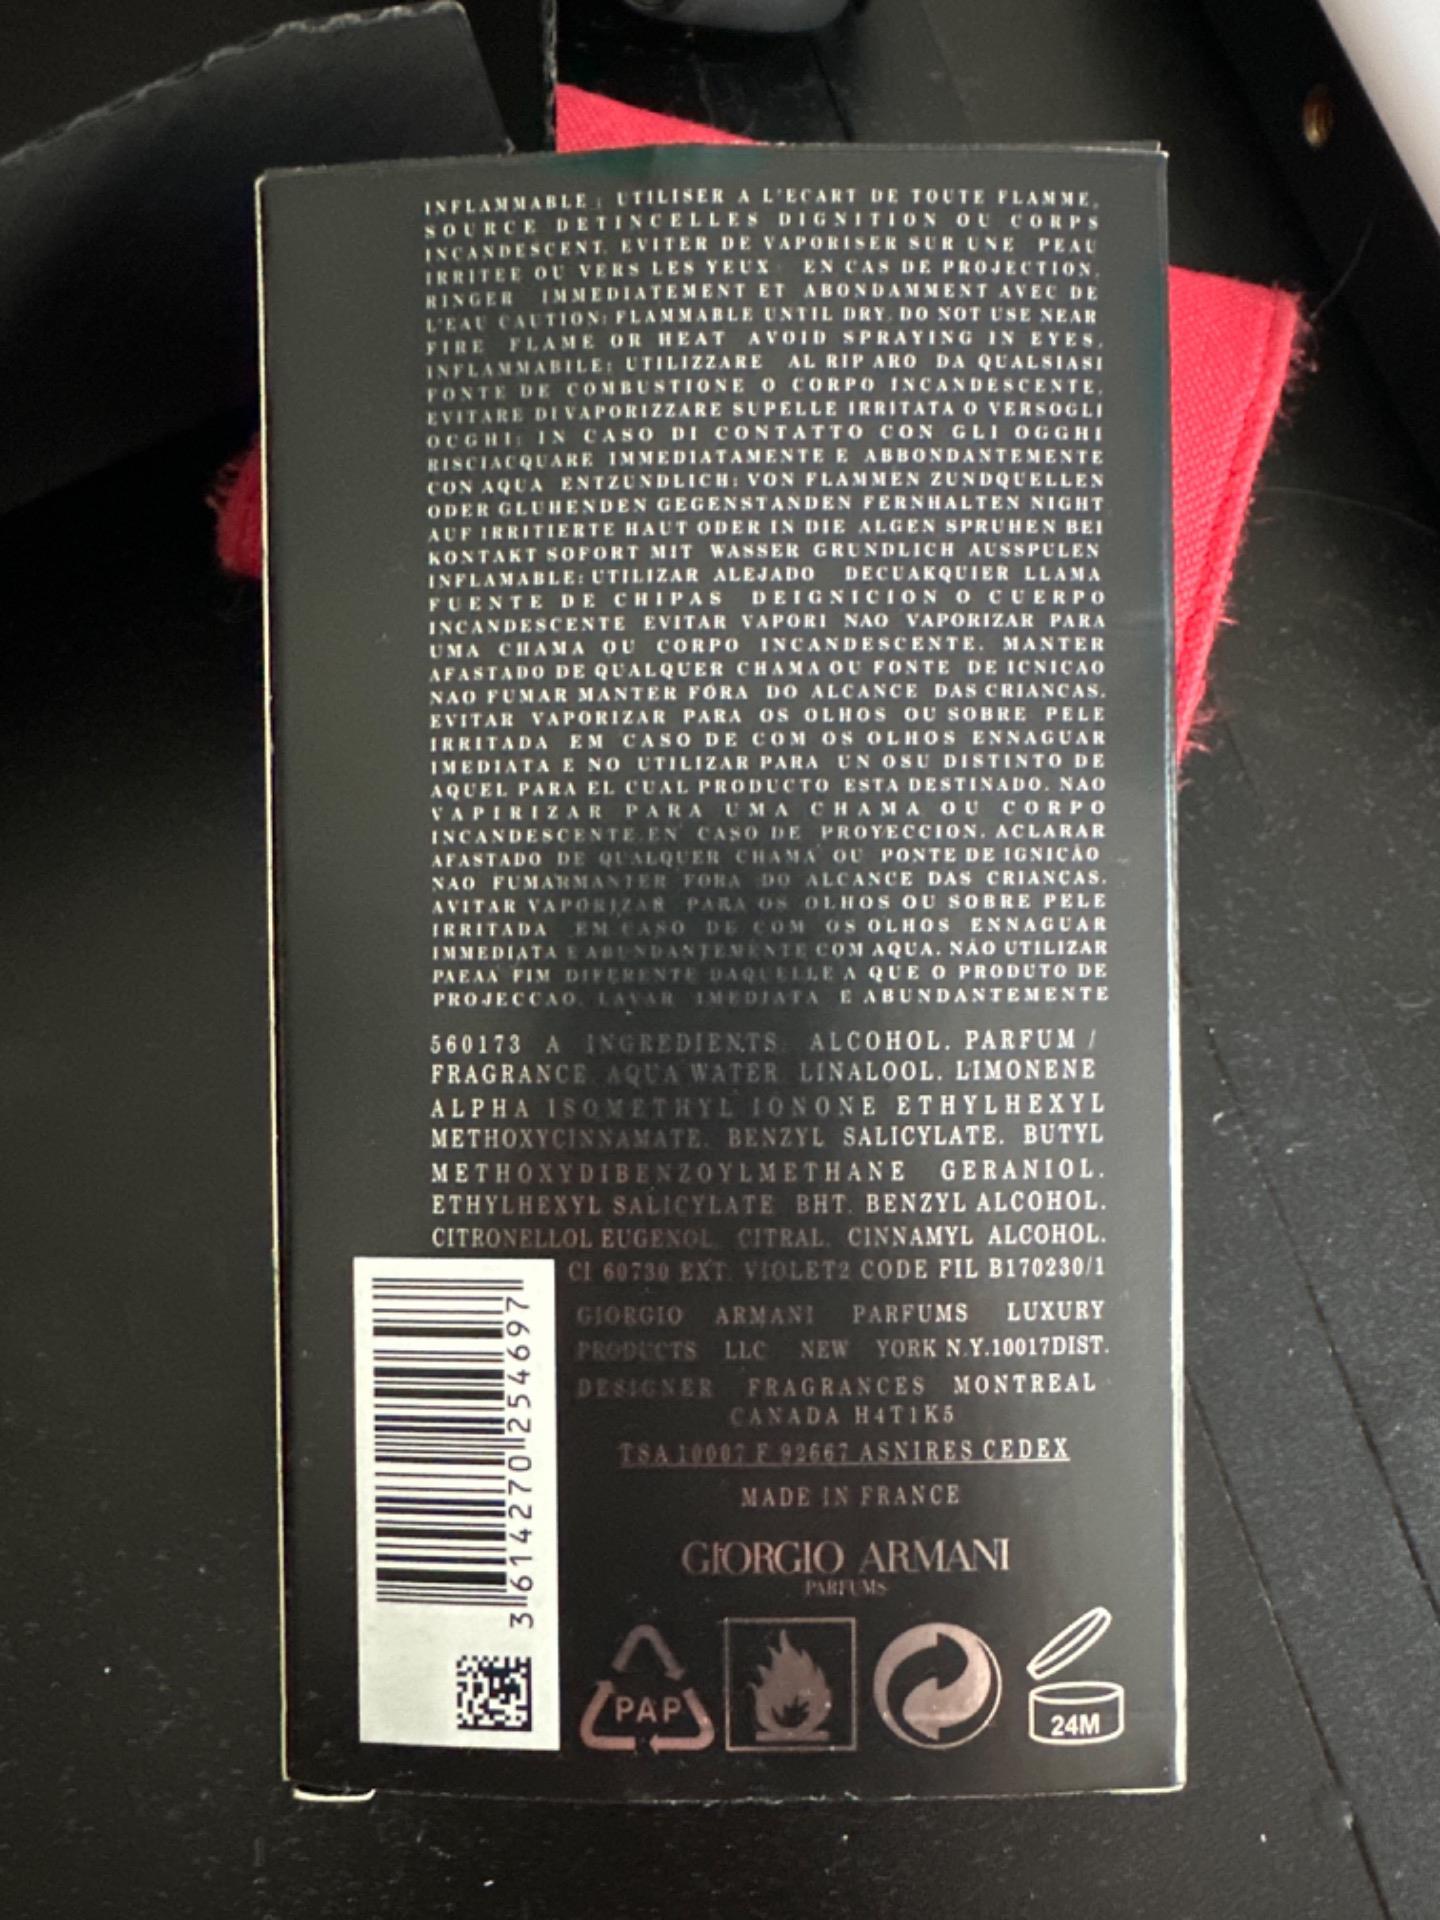 INFLAMMABLE : UTILISER A L'ECART DE TOUTE FLAMME,
SOURCE DETINCELLES DIGNITION OU CORPS
INCANDESCENT. EVITER DE VAPORISER SUR UNE PEAU
IRRITEE OU VERS LES YEUX EN CAS DE PROJECTION,
RINGER IMMEDIATEMENT ET ABONDAMMENT AVEC DE
L'EAU CAUTION: FLAMMABLE UNTIL DRY. DO NOT USE NEAR
FIRE FLAME OR HEAT AVOID SPRAYING IN EYES.
INFLAMMABILE: UTILIZZARE AL RIP ARO DA QUALSIASI
FONTE DE COMBUSTIONE O CORPO INCANDESCENTE.
EVITARE DI VAPORIZZARE SUPELLE IRRITATA O VERSOGLI
OCGHI; IN CASO DI CONTATTO CON GLI OGGHI
RISCIACQUARE IMMEDIATAMENTE E ABBONDANTEMENTE
CON AQUA ENTZUNDLICH: VON FLAMMEN ZUNDQUELLEN
ODER GLUHENDEN GEGENSTANDEN FERNHALTEN NIGHT
AUF IRRITIERTE HAUT ODER IN DIE ALGEN SPRUHEN BEI
KONTAKT SOFORT MIT WASSER GRUNDLICH AUSSPULEN
INFLAMABLE: UTILIZAR ALEJADO DECUAKQUIER LLAMA
FUENTE DE CHIPAS DEIGNICION O CUERPO
INCANDESCENTE EVITAR VAPORI NAO VAPORIZAR PARA
UMA CHAMA OU CORPO INCANDESCENTE. MANTER
AFASTADO DE QUALQUER CHAMA OU FONTE DE ICNICAO
NAO FUMAR MANTER FORA DO ALCANCE DAS CRIANCAS.
EVITAR VAPORIZAR PARA OS OLHOS OU SOBRE PELE
IRRITADA EM CASO DE COM OS OLHOS ENNAGUAR
IMEDIATA E NO UTILIZAR PARA UN OSU DISTINTO DE
AQUEL PARA EL CUAL PRODUCTO ESTA DESTINADO. NAO
VAPIRIZAR PARA UMA CHAMA OU CORPO
INCANDESCENTE. EN CASO DE PROYECCION. ACLARAR
AFASTADO DE QUALQUER CHAMA OU PONTE DE IGNICÃO
NAO FUMARMANTER FORA DO ALCANCE DAS CRIANCAS.
AVITAR VAPORIZAR PARA OS OLHOS OU SOBRE PELE
IRRITADA EM CASO DE COM OS OLHOS ENNAGUAR
IMMEDIATA E ABUNDANTEMENTE COM AQUA. NÃO UTILIZAR
PAEAA FIM DIFERENTE DAQUELLE A QUE O PRODUTO DE
PROJECCAO. LAVAR IMEDIATA E ABUNDANTEMENTE
560173 A INGREDIENTS: ALCOHOL. PARFUM /
FRAGRANCE. AQUA WATER. LINALOOL. LIMONENE
ALPHA ISOMETHYL IONONE ETHYLHEXYL
METHOXYCINNAMATE. BENZYL SALICYLATE. BUTYL
METHOXYDIBENZOYLMETHANE GERANIOL.
ETHYLHEXYL SALICYLATE BHT. BENZYL ALCOHOL.
CITRONELLOL EUGENOL. CITRAL. CINNAMYL ALCOHOL.
CI 60730 EXT. VIOLET2 CODE FIL B170230/1
GIORGIO ARMANI PARFUMS LUXURY
PRODUCTS LLC NEW YORK N.Y.10017DIST.
DESIGNER FRAGRANCES MONTREAL
CANADA H4T1K5
TSA 10007 F 92667 ASNIRES CEDEX
MADE IN FRANCE
GIORGIO ARMANI
PARFUMS
3614270254697
PAP
24M